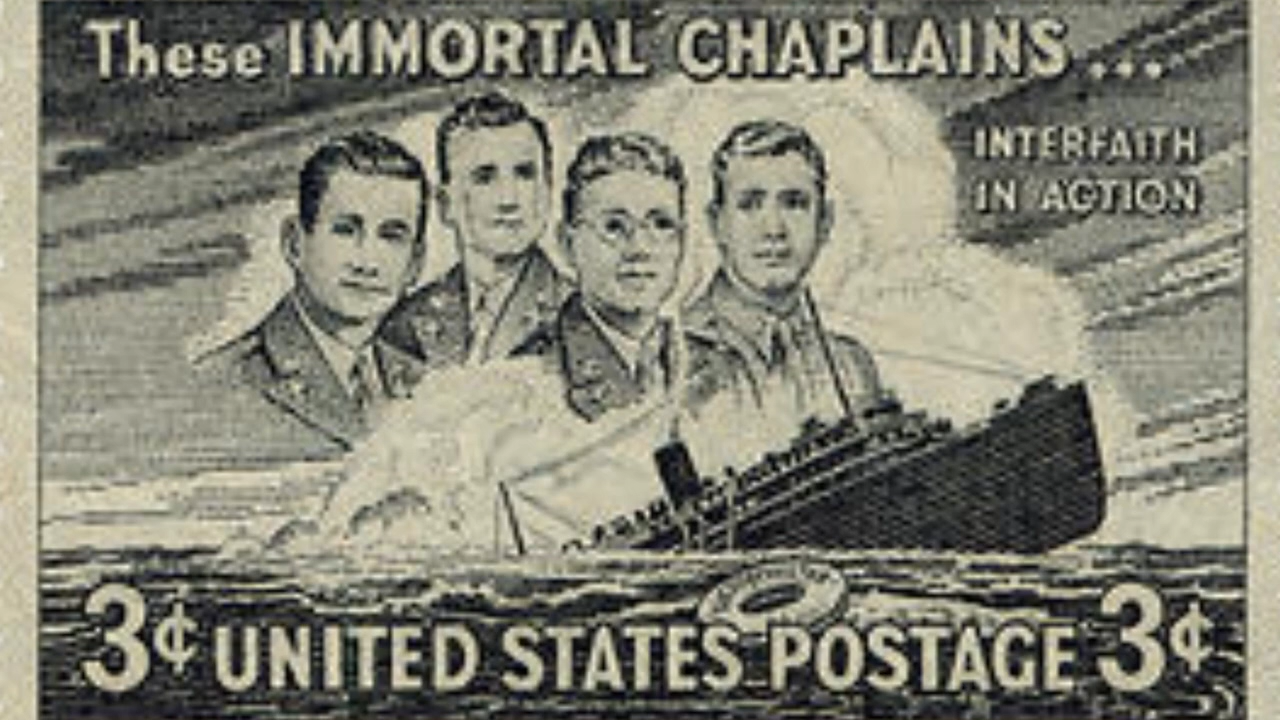 These IMMORTAL CHAPLAINS...
INTERFAITH
IN ACTION
3¢ UNITED STATES POSTAGE 3¢